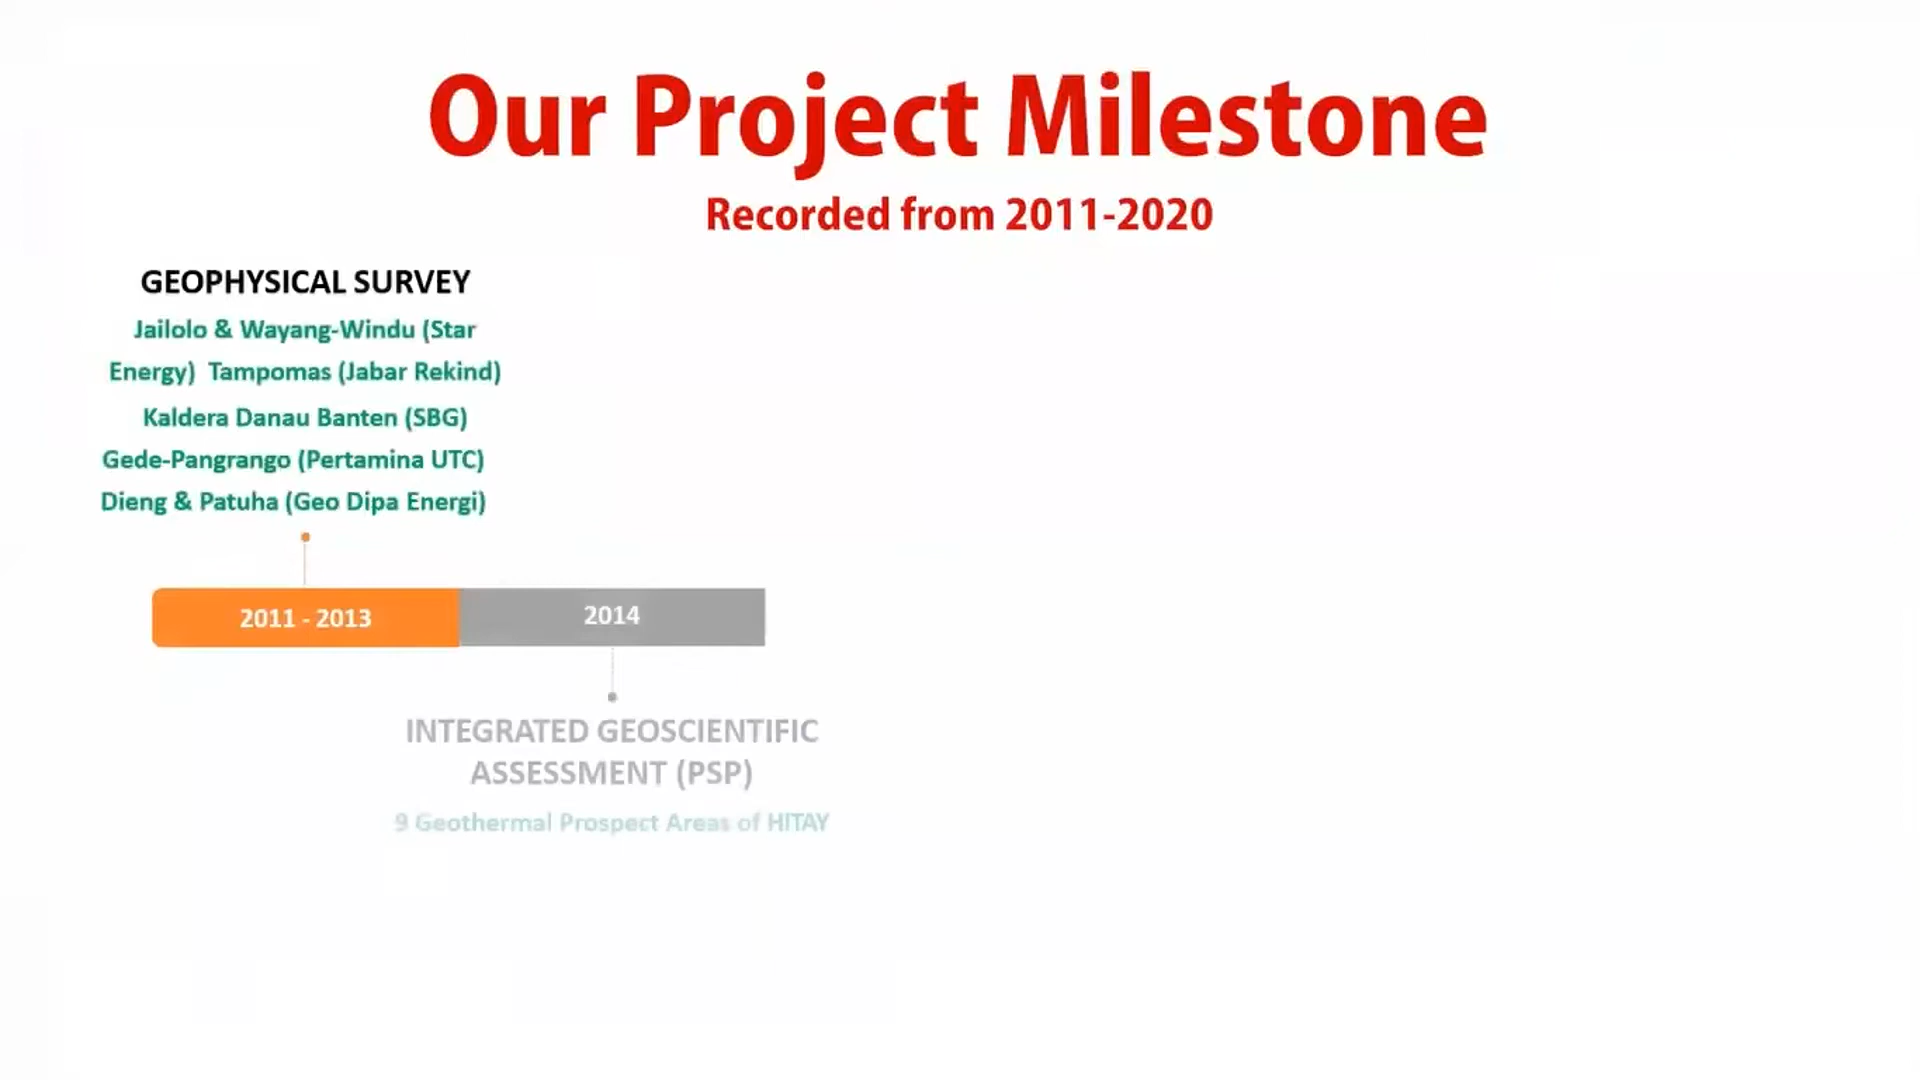 Our Project Milestone
Recorded from 2011-2020
GEOPHYSICAL SURVEY
Jailolo & Wayang-Windu (Star
Energy)  Tampomas (Jabar Rekind)
Kaldera Danau Banten (SBG)
Gede-Pangrango (Pertamina UTC)
Dieng & Patuha (Geo Dipa Energi)
2011 - 2013
2014
INTEGRATED GEOSCIENTIFIC
ASSESSMENT (PSP)
9 Geothermal Prospect Areas of HITAY